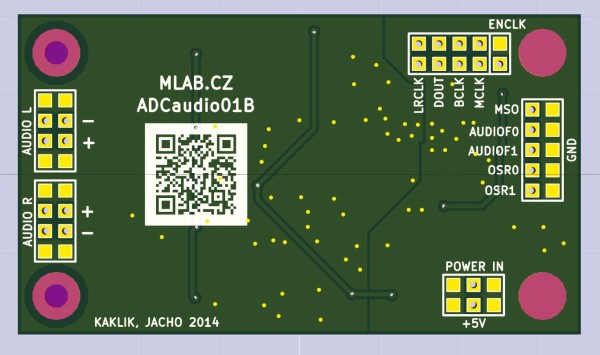 ENCLK
MLAB.CZ
ADCaudio01B
LRCLK
DOUT
BCLK
MCLK
AUDIO L
−
+
MSO
AUDIOF0
AUDIOF1
OSR0
OSR1
GND
AUDIO R
+
−
POWER IN
+5V
KAKLIK, JACHO 2014